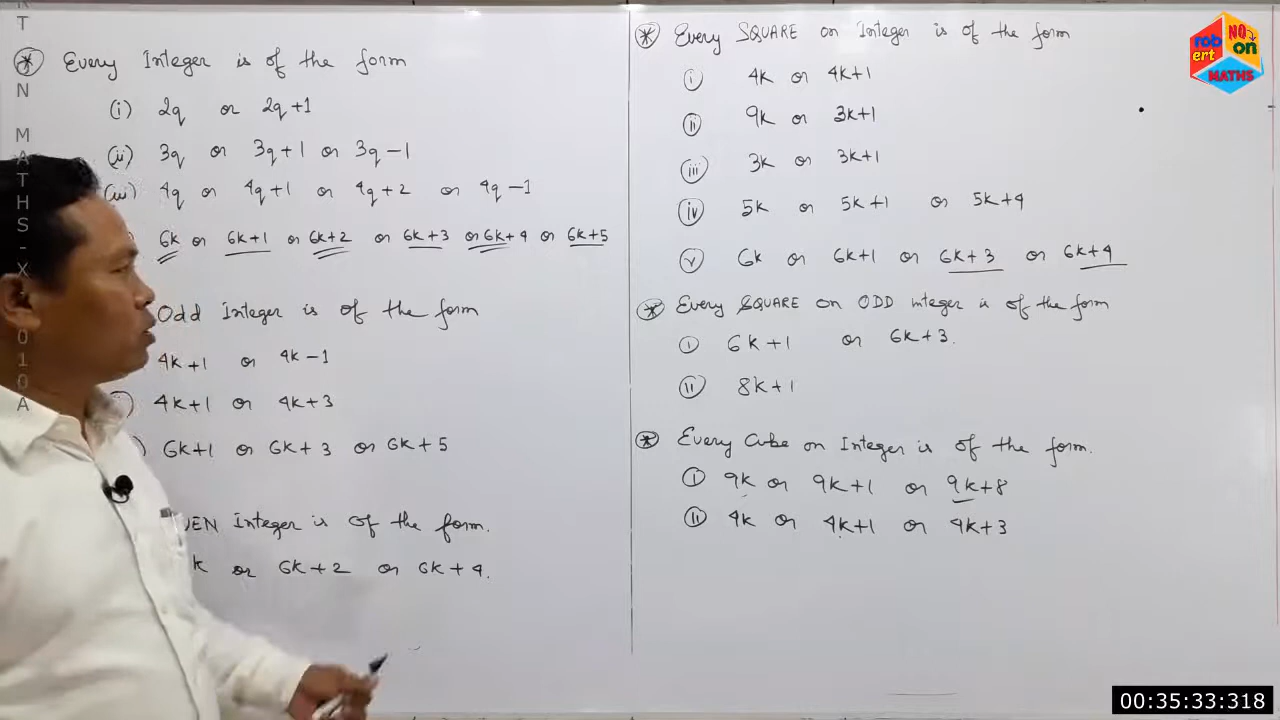 Every Integer is of the form
(i) 2q or 2q+1
(ii) 3q or 3q+1 or 3q-1
(iii) 4q or 4q+1 or 4q+2 or 4q-1
6k or 6k+1 or 6k+2 or 6k+3 or 6k+4 or 6k+5
Odd Integer is of the form
4k+1 or 4k-1
4k+1 or 4k+3
6k+1 or 6k+3 or 6k+5
VEN Integer is of the form.
k or 6k+2 or 6k+4.
Every SQUARE on Integer is of the form
(i) 4k or 4k+1
(ii) 9k or 3k+1
(iii) 3k or 3k+1
(iv) 5k or 5k+1 or 5k+4
(v) 6k or 6k+1 or 6k+3 or 6k+4
Every SQUARE on ODD integer is of the form
(i) 6k+1 or 6k+3.
(ii) 8k+1
Every Cube on Integer is of the form.
(i) 9k or 9k+1 or 9k+8
(ii) 4k or 4k+1 or 4k+3
rob ert NO on
MATHS
N MATHS-X 010A
00:35:33:318